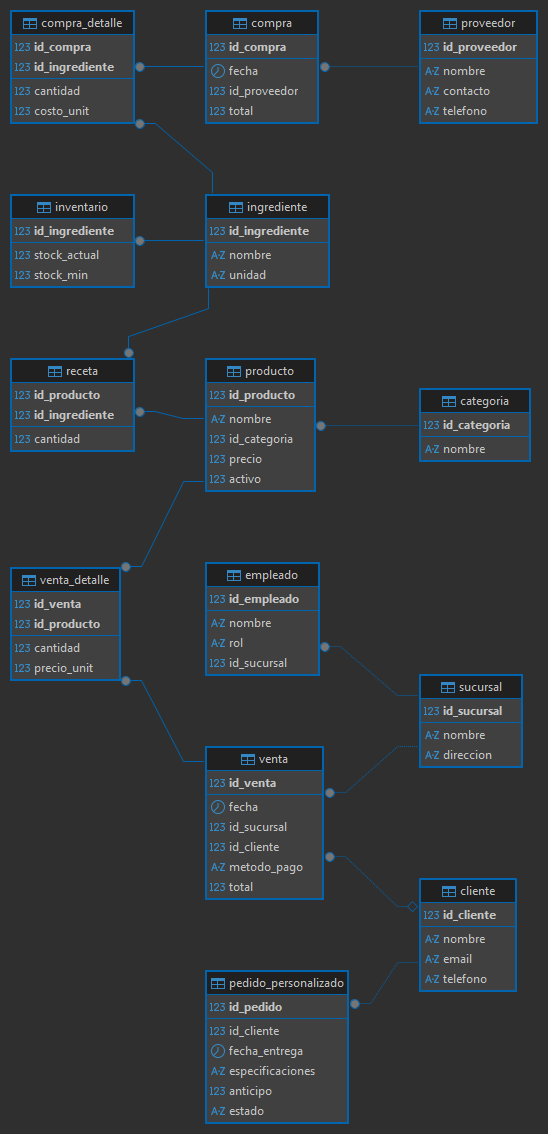 compra_detalle
123 id_compra
123 id_ingrediente
123 cantidad
123 costo_unit
compra
123 id_compra
fecha
123 id_proveedor
123 total
proveedor
123 id_proveedor
A-Z nombre
A-Z contacto
A-Z telefono
inventario
123 id_ingrediente
123 stock_actual
123 stock_min
ingrediente
123 id_ingrediente
A-Z nombre
A-Z unidad
receta
123 id_producto
123 id_ingrediente
123 cantidad
producto
123 id_producto
A-Z nombre
123 id_categoria
123 precio
123 activo
categoria
123 id_categoria
A-Z nombre
venta_detalle
123 id_venta
123 id_producto
123 cantidad
123 precio_unit
empleado
123 id_empleado
A-Z nombre
A-Z rol
123 id_sucursal
sucursal
123 id_sucursal
A-Z nombre
A-Z direccion
venta
123 id_venta
fecha
123 id_sucursal
123 id_cliente
A-Z metodo_pago
123 total
cliente
123 id_cliente
A-Z nombre
A-Z email
A-Z telefono
pedido_personalizado
123 id_pedido
123 id_cliente
fecha_entrega
A-Z especificaciones
123 anticipo
A-Z estado